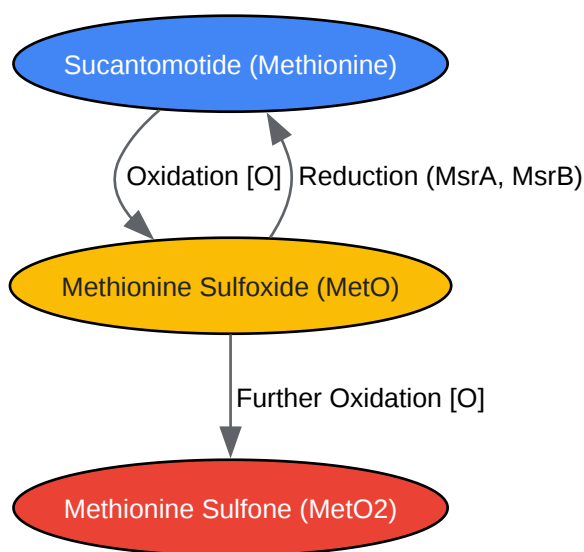 Sucantomotide (Methionine)
Oxidation [O]
Reduction (MsrA, MsrB)
Methionine Sulfoxide (MetO)
Further Oxidation [O]
Methionine Sulfone (MetO2)